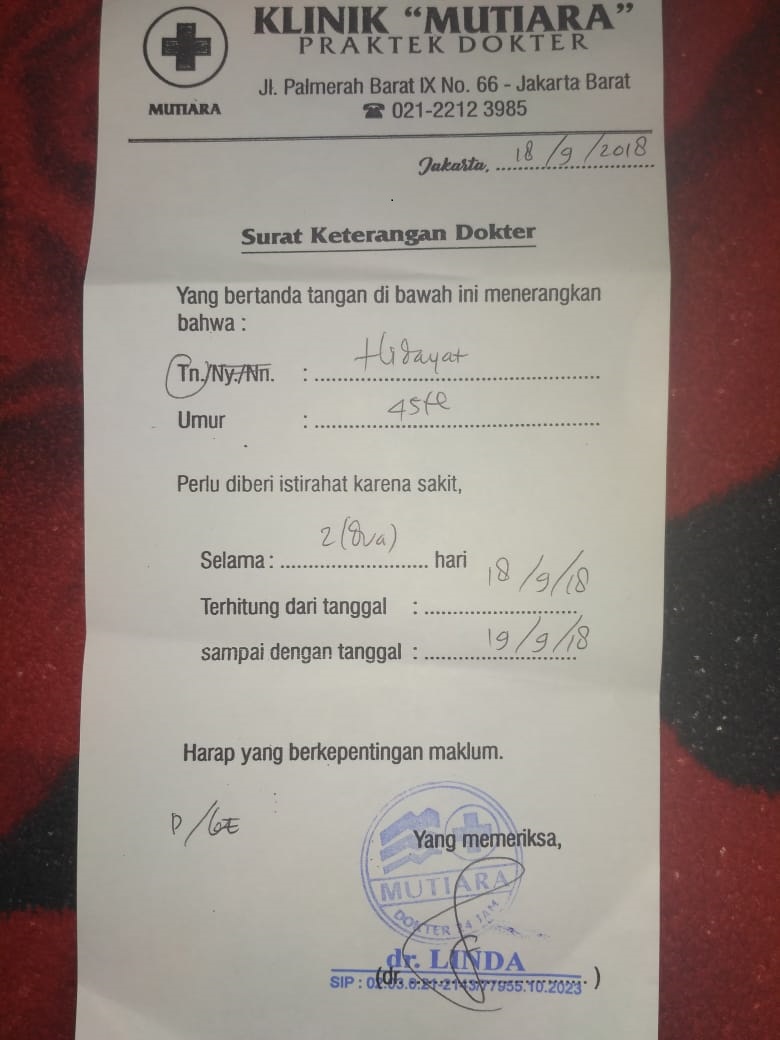 KLINIK “MUTIARA”
PRAKTEK DOKTER
MUTIARA
Jl. Palmerah Barat IX No. 66 - Jakarta Barat
☎ 021-2212 3985
Jakarta, 18/9/2018
Surat Keterangan Dokter
Yang bertanda tangan di bawah ini menerangkan
bahwa :
Tn./Ny./Nn. : Hidayat
Umur : 45
Perlu diberi istirahat karena sakit,
Selama : 2 (Dua) hari
Terhitung dari tanggal : 18/9/18
sampai dengan tanggal : 19/9/18
Harap yang berkepentingan maklum.
D/GE
Yang memeriksa,
MUTIARA
DOKTER 24 JAM
dr. LINDA
(dr. )
SIP :